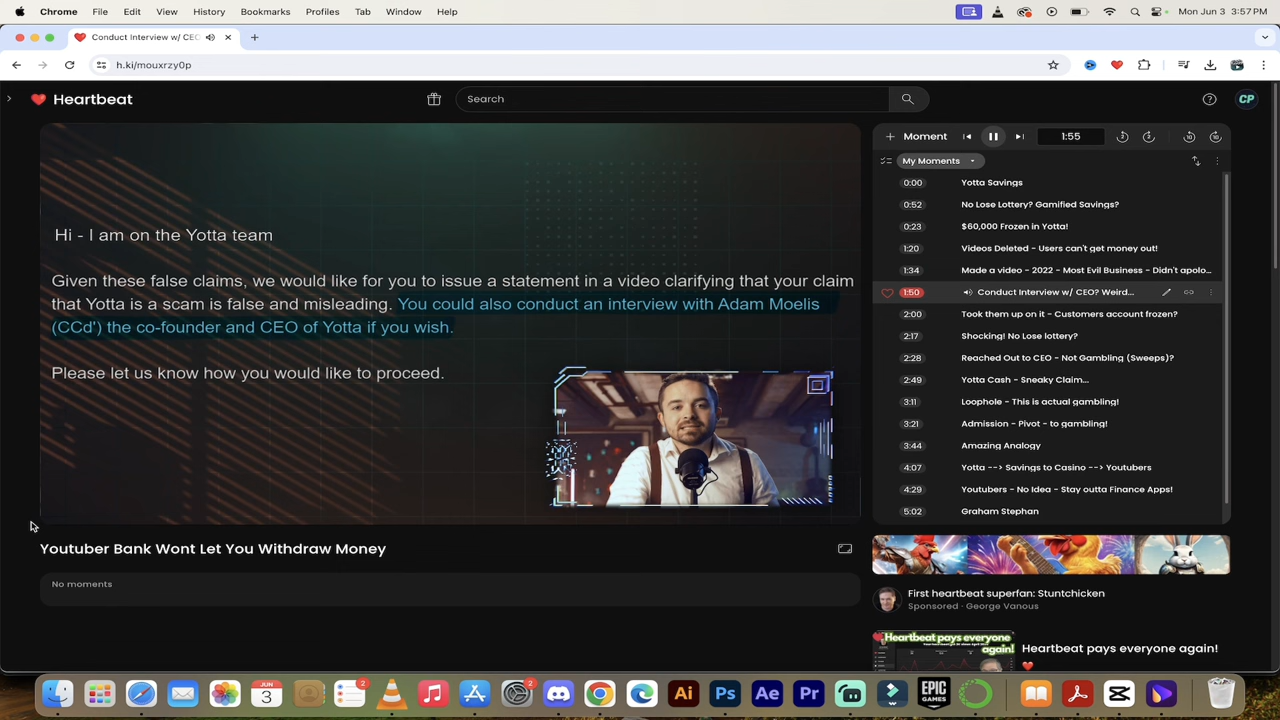 Chrome File Edit View History Bookmarks Profiles Tab Window Help Mon Jun 3 3:57 PM
Conduct Interview w/ CEO
h.ki/mouxrzy0p
Heartbeat
Search
CP
Hi - I am on the Yotta team
Given these false claims, we would like for you to issue a statement in a video clarifying that your claim
that Yotta is a scam is false and misleading. You could also conduct an interview with Adam Moelis
(CCd') the co-founder and CEO of Yotta if you wish.
Please let us know how you would like to proceed.
Youtuber Bank Wont Let You Withdraw Money
No moments
Moment 1:55
My Moments
0:00 Yotta Savings
0:52 No Lose Lottery? Gamified Savings?
0:23 $60,000 Frozen in Yotta!
1:20 Videos Deleted - Users can't get money out!
1:34 Made a video - 2022 - Most Evil Business - Didn't apolo...
1:50 Conduct Interview w/ CEO? Weird...
2:00 Took them up on it - Customers account frozen?
2:17 Shocking! No Lose lottery?
2:28 Reached Out to CEO - Not Gambling (Sweeps)?
2:49 Yotta Cash - Sneaky Claim...
3:11 Loophole - This is actual gambling!
3:21 Admission - Pivot - to gambling!
3:44 Amazing Analogy
4:07 Yotta --> Savings to Casino --> Youtubers
4:29 Youtubers - No Idea - Stay outta Finance Apps!
5:02 Graham Stephan
First heartbeat superfan: Stuntchicken
Sponsored · George Vanous
Heartbeat pays everyone
again!
Heartbeat pays everyone again!
JUN
3
2
2
Ai
Ps
Ae
Pr
EPIC
GAMES